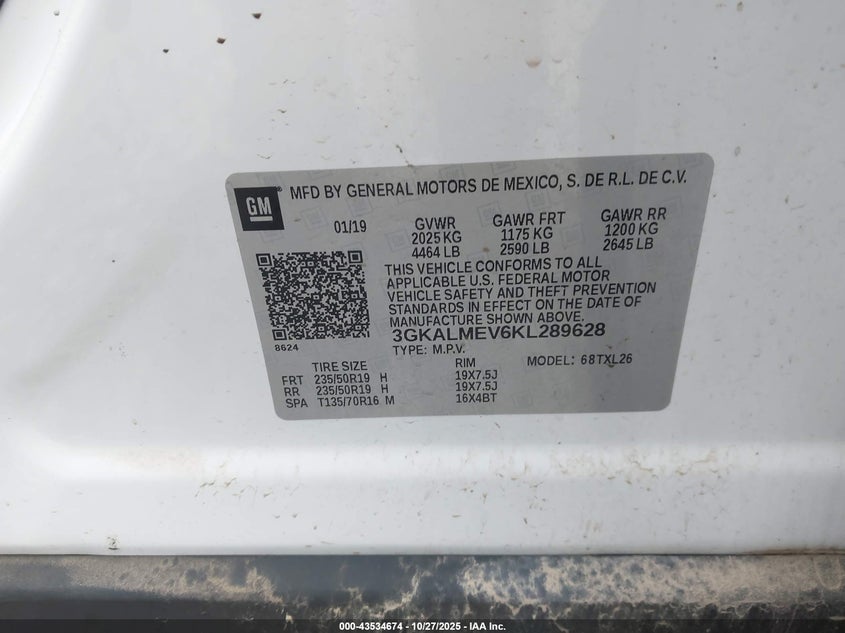 GM
MFD BY GENERAL MOTORS DE MEXICO, S. DE R.L. DE C.V.
01/19 GVWR GAWR FRT GAWR RR
2025 KG 1175 KG 1200 KG
4464 LB 2590 LB 2645 LB
THIS VEHICLE CONFORMS TO ALL
APPLICABLE U.S. FEDERAL MOTOR
VEHICLE SAFETY AND THEFT PREVENTION
STANDARDS IN EFFECT ON THE DATE OF
MANUFACTURE SHOWN ABOVE.
3GKALMEV6KL289628
8624
TYPE: M.P.V. MODEL: 68TXL26
TIRE SIZE RIM
FRT 235/50R19 H 19X7.5J
RR 235/50R19 H 19X7.5J
SPA T135/70R16 M 16X4BT
000-43534674 | 10/27/2025 - IAA Inc.